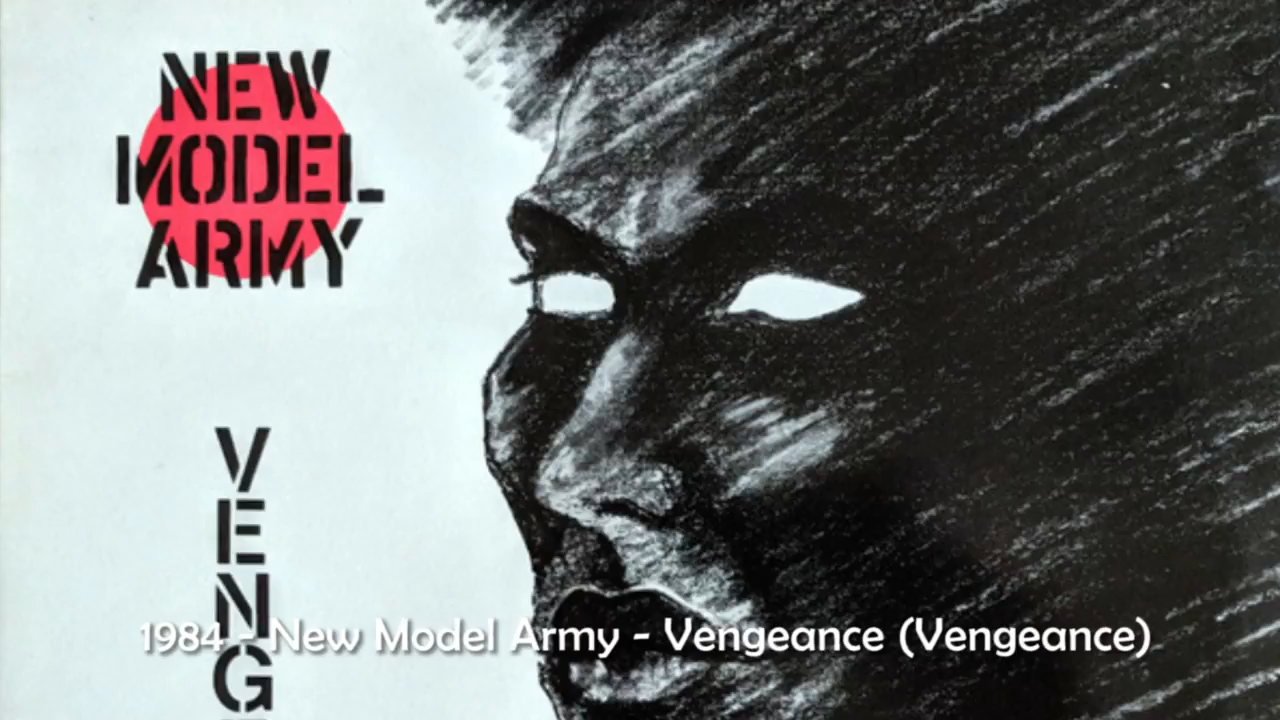 NEW
MODEL
ARMY
V
E
N
G
1984 - New Model Army - Vengeance (Vengeance)